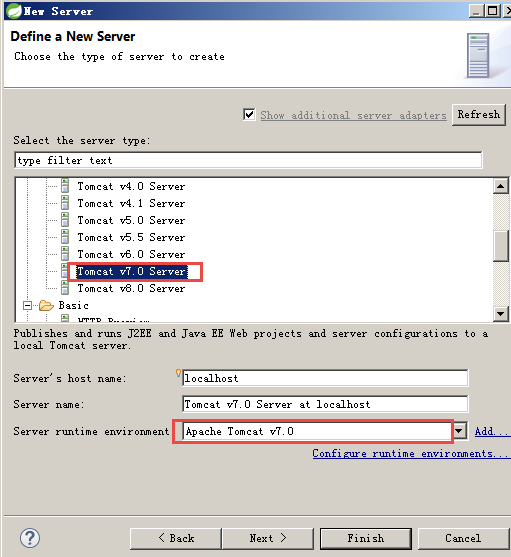 New Server
Define a New Server
Choose the type of server to create
Show additional server adapters
Refresh
Select the server type:
type filter text
Tomcat v4.0 Server
Tomcat v4.1 Server
Tomcat v5.0 Server
Tomcat v5.5 Server
Tomcat v6.0 Server
Tomcat v7.0 Server
Tomcat v8.0 Server
Basic
HTTP Preview
Publishes and runs J2EE and Java EE Web projects and server configurations to a
local Tomcat server.
Server's host name:
localhost
Server name:
Tomcat v7.0 Server at localhost
Server runtime environment
Apache Tomcat v7.0
Add...
Configure runtime environments...
?
< Back
Next >
Finish
Cancel